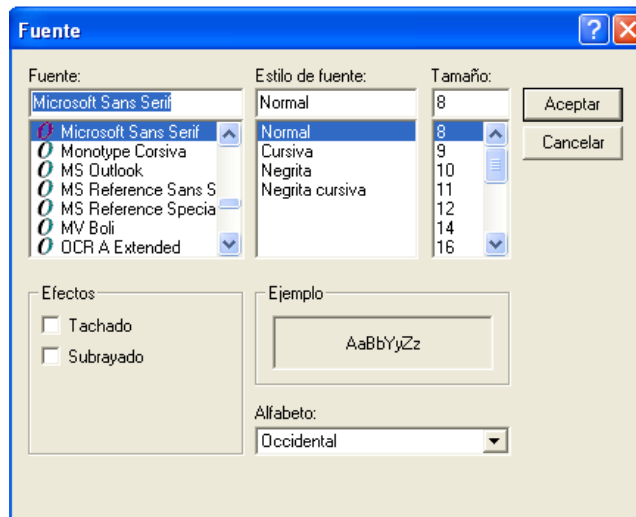 Fuente
Fuente:
Microsoft Sans Serif
Microsoft Sans Serif
Monotype Corsiva
MS Outlook
MS Reference Sans S
MS Reference Specia
MV Boli
OCR A Extended
Estilo de fuente:
Normal
Normal
Cursiva
Negrita
Negrita cursiva
Tamaño:
8
8
9
10
11
12
14
16
Aceptar
Cancelar
Efectos
Tachado
Subrayado
Ejemplo
AaBbYyZz
Alfabeto:
Occidental